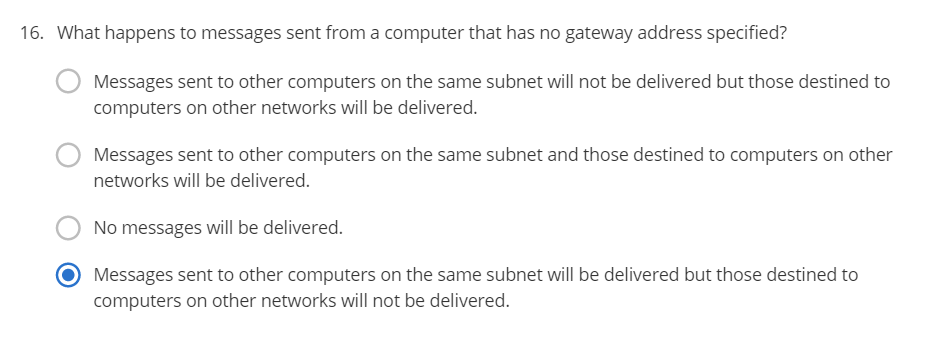 16. What happens to messages sent from a computer that has no gateway address specified?
Messages sent to other computers on the same subnet will not be delivered but those destined to
computers on other networks will be delivered.
Messages sent to other computers on the same subnet and those destined to computers on other
networks will be delivered.
No messages will be delivered.
Messages sent to other computers on the same subnet will be delivered but those destined to
computers on other networks will not be delivered.